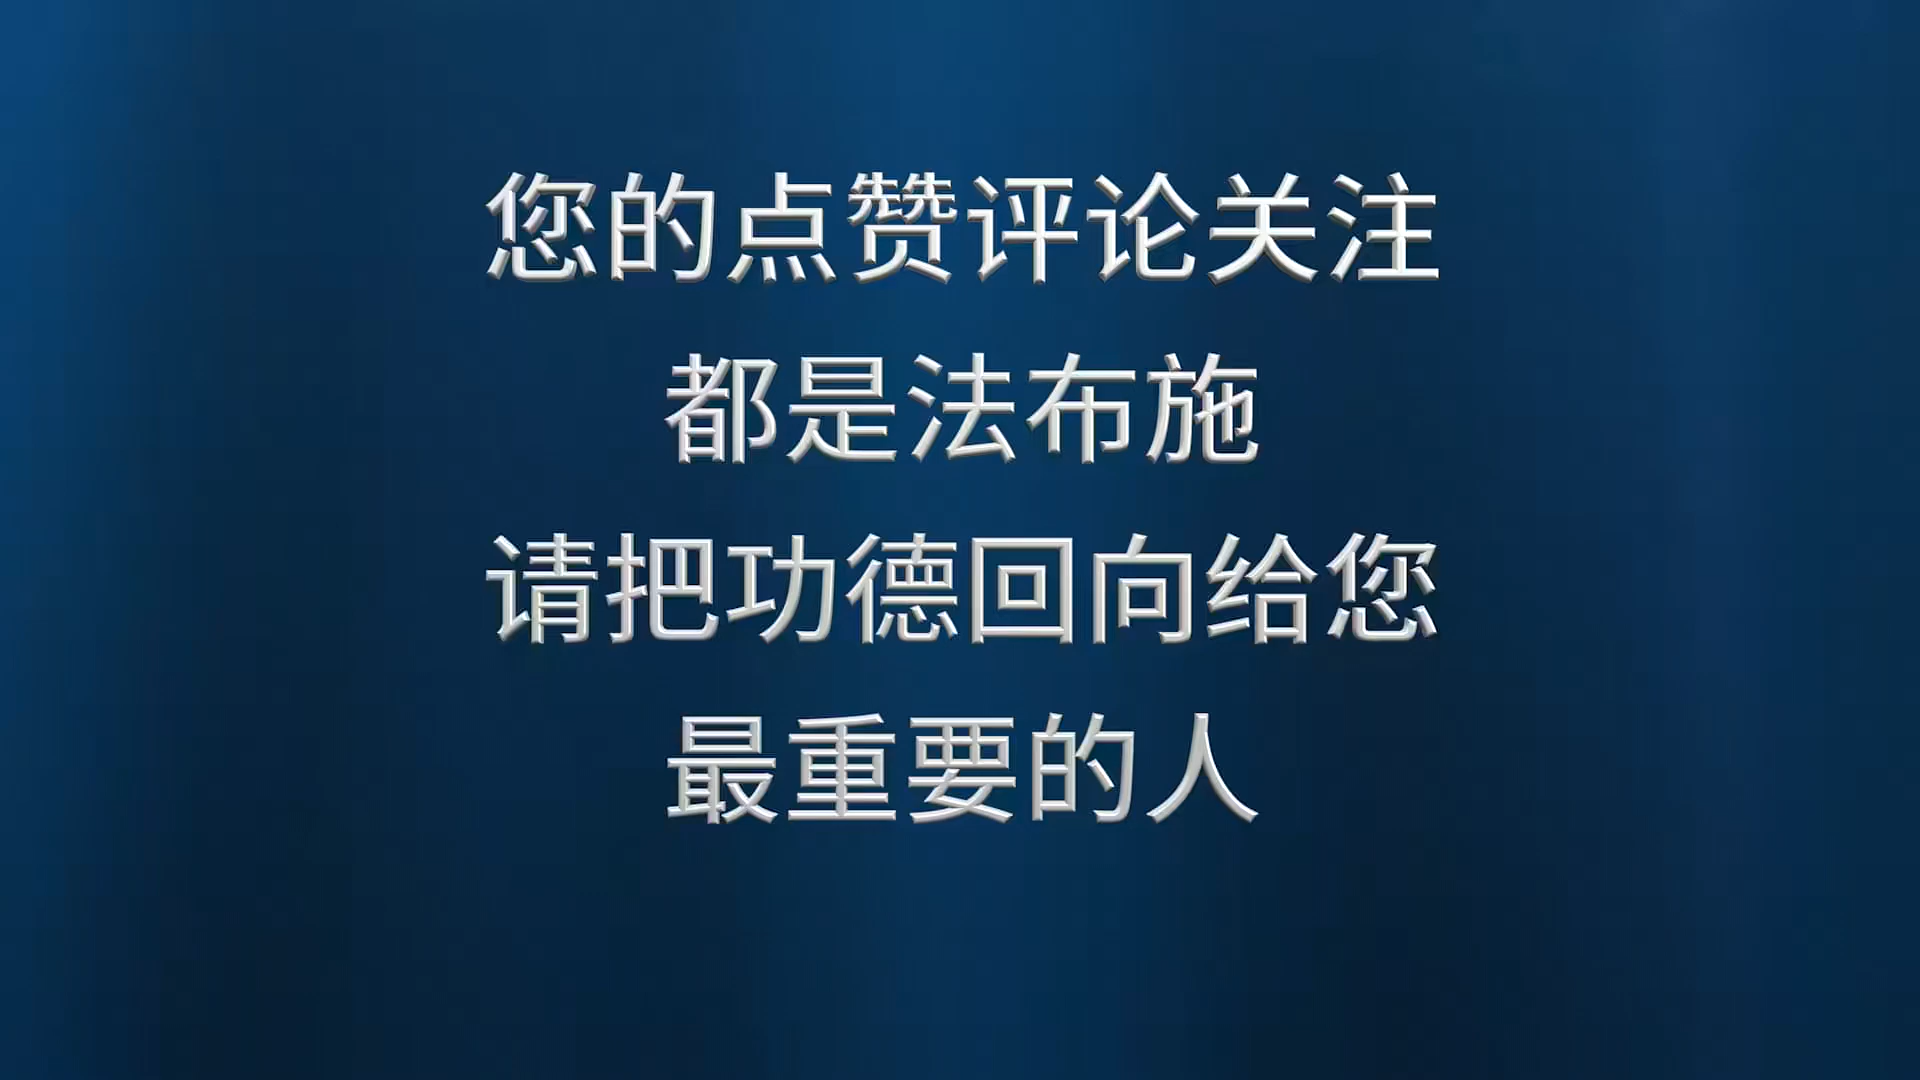 您的点赞评论关注
都是法布施
请把功德回向给您
最重要的人